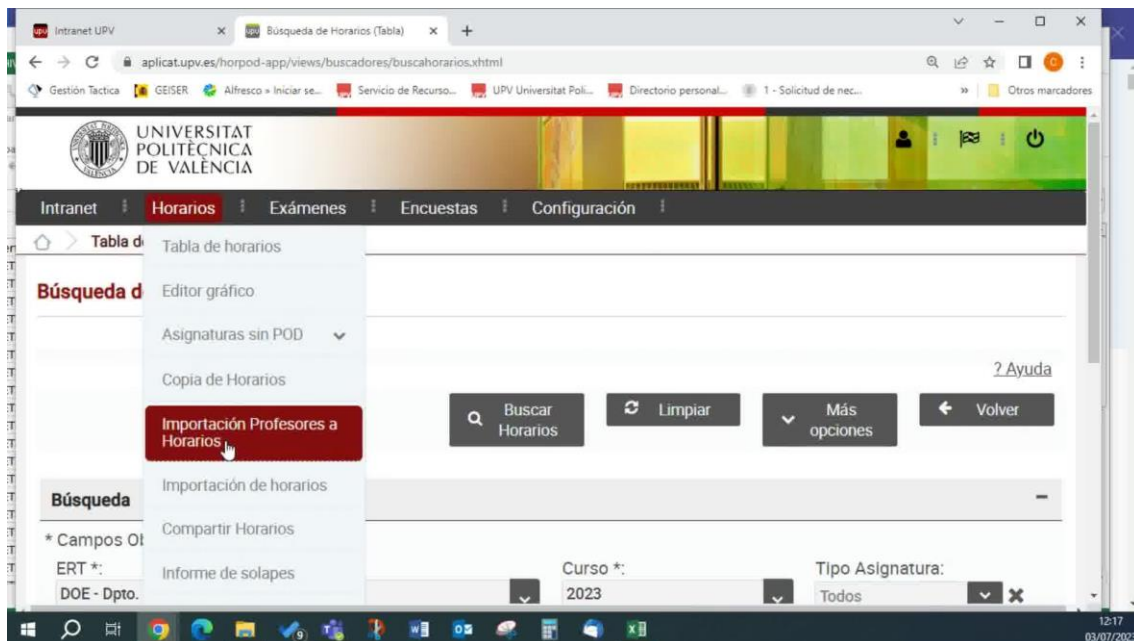 Intranet UPV
Búsqueda de Horarios (Tabla)
aplicat.upv.es/horpod-app/views/buscadores/buscahorarios.xhtml
Gestión Tactica
GEISER
Alfresco » Iniciar se...
Servicio de Recurso...
UPV Universitat Poli...
Directorio personal...
1 - Solicitud de nec...
»
Otros marcadores
UNIVERSITAT
POLITÈCNICA
DE VALÈNCIA
Intranet
Horarios
Exámenes
Encuestas
Configuración
Tabla d
Tabla de horarios
Búsqueda d
Editor gráfico
Asignaturas sin POD
Copia de Horarios
? Ayuda
Importación Profesores a
Horarios
Buscar
Horarios
Limpiar
Más
opciones
Volver
Importación de horarios
Búsqueda
Compartir Horarios
* Campos Ob
ERT *:
Informe de solapes
Curso *:
Tipo Asignatura:
DOE - Dpto.
2023
Todos
12:17
03/07/20